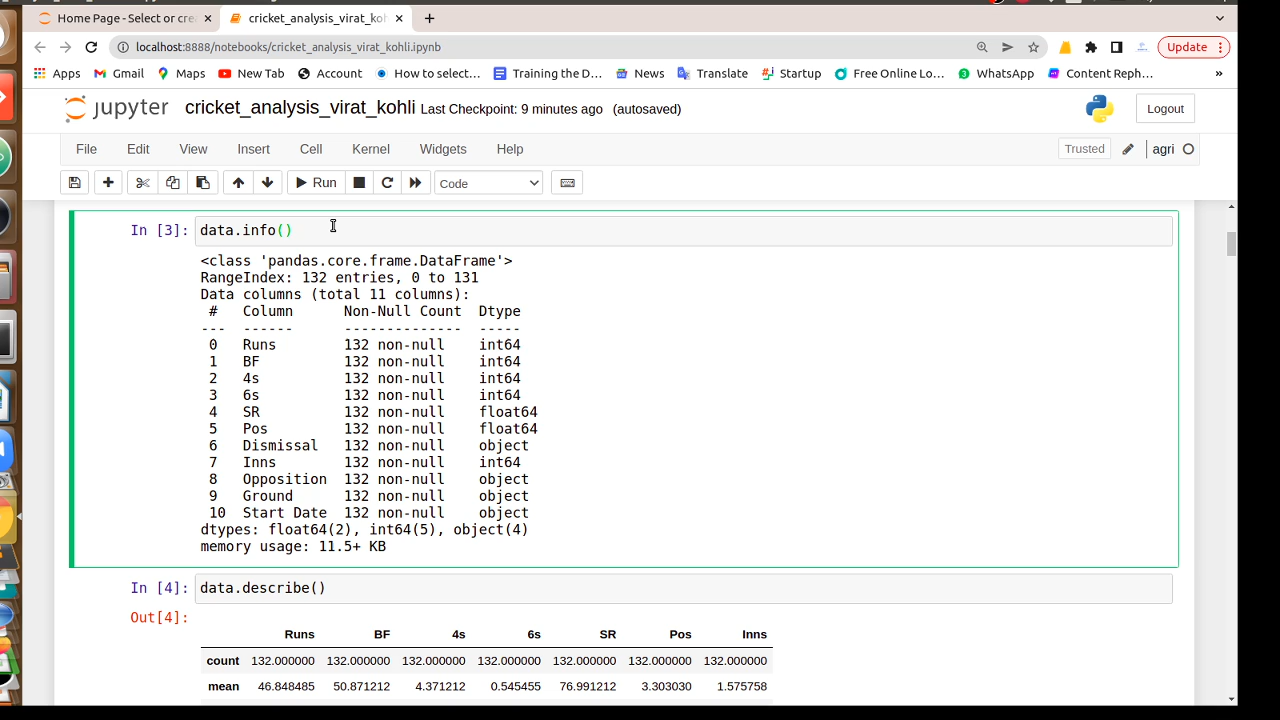 Home Page - Select or cre
cricket_analysis_virat_koh
localhost:8888/notebooks/cricket_analysis_virat_kohli.ipynb
Update
Apps Gmail Maps New Tab Account How to select... Training the D... News Translate Startup Free Online Lo... WhatsApp Content Reph... »
jupyter cricket_analysis_virat_kohli Last Checkpoint: 9 minutes ago (autosaved) Logout
File Edit View Insert Cell Kernel Widgets Help Trusted agri
Run Code
In [3]: data.info()
<class 'pandas.core.frame.DataFrame'>
RangeIndex: 132 entries, 0 to 131
Data columns (total 11 columns):
# Column Non-Null Count Dtype
--- ------ -------------- -----
0 Runs 132 non-null int64
1 BF 132 non-null int64
2 4s 132 non-null int64
3 6s 132 non-null int64
4 SR 132 non-null float64
5 Pos 132 non-null float64
6 Dismissal 132 non-null object
7 Inns 132 non-null int64
8 Opposition 132 non-null object
9 Ground 132 non-null object
10 Start Date 132 non-null object
dtypes: float64(2), int64(5), object(4)
memory usage: 11.5+ KB
In [4]: data.describe()
Out[4]:
Runs BF 4s 6s SR Pos Inns
count 132.000000 132.000000 132.000000 132.000000 132.000000 132.000000 132.000000
mean 46.848485 50.871212 4.371212 0.545455 76.991212 3.303030 1.575758